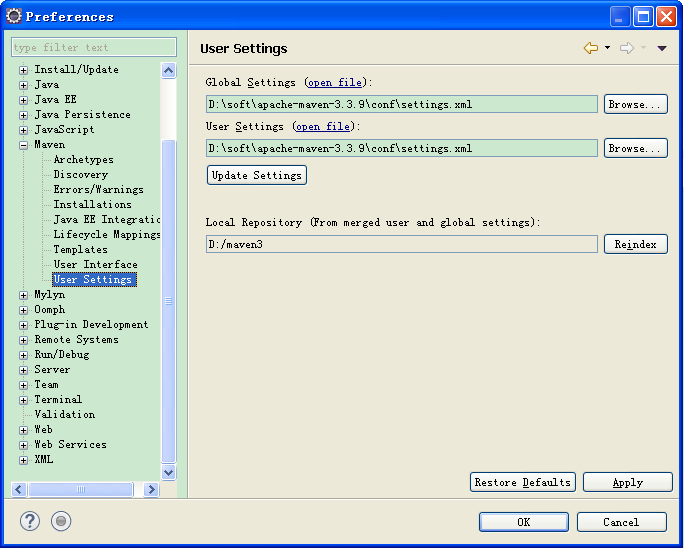 Preferences
type filter text
Install/Update
Java
Java EE
Java Persistence
JavaScript
Maven
Archetypes
Discovery
Errors/Warnings
Installations
Java EE Integratio
Lifecycle Mappings
Templates
User Interface
User Settings
Mylyn
Oomph
Plug-in Development
Remote Systems
Run/Debug
Server
Team
Terminal
Validation
Web
Web Services
XML
User Settings
Global Settings (open file):
D:\soft\apache-maven-3.3.9\conf\settings.xml Browse...
User Settings (open file):
D:\soft\apache-maven-3.3.9\conf\settings.xml Browse...
Update Settings
Local Repository (From merged user and global settings):
D:/maven3 Reindex
Restore Defaults Apply
? OK Cancel